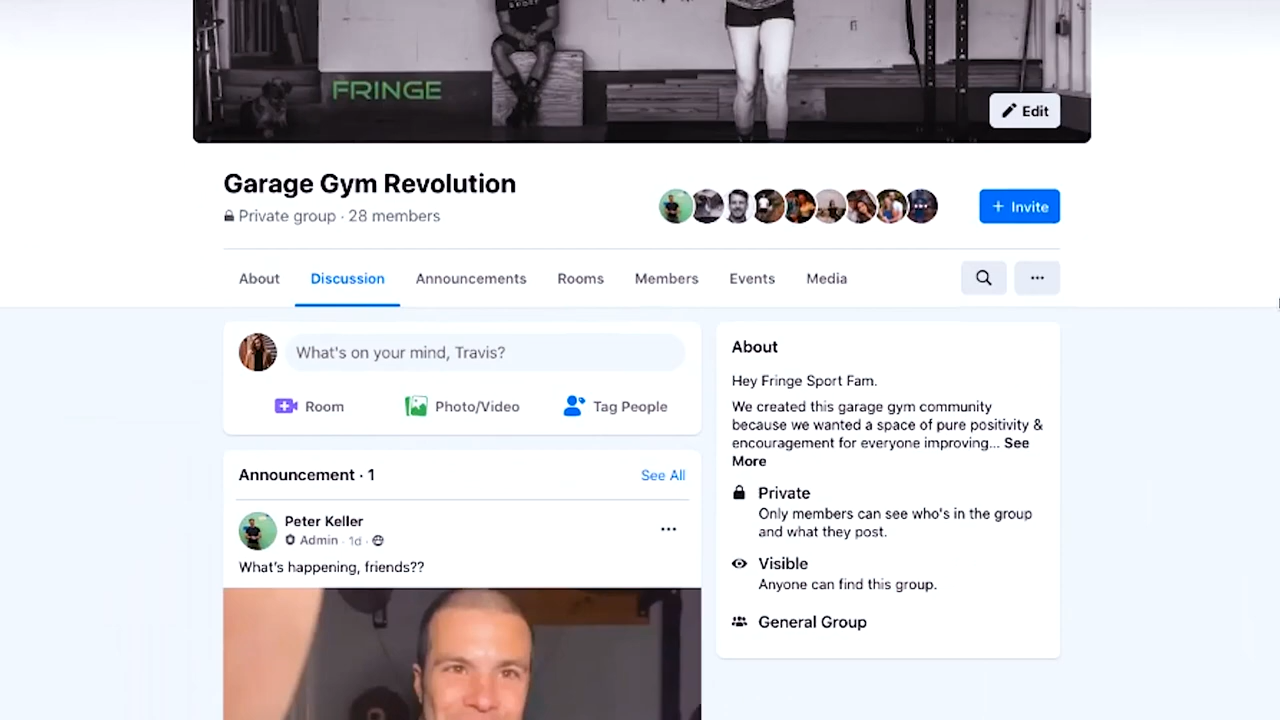 FRINGE
Edit
Garage Gym Revolution
Private group · 28 members
+ Invite
About
Discussion
Announcements
Rooms
Members
Events
Media
What's on your mind, Travis?
Room
Photo/Video
Tag People
Announcement · 1
See All
Peter Keller
Admin · 1d ·
What's happening, friends??
About
Hey Fringe Sport Fam.
We created this garage gym community
because we wanted a space of pure positivity &
encouragement for everyone improving... See
More
Private
Only members can see who's in the group
and what they post.
Visible
Anyone can find this group.
General Group